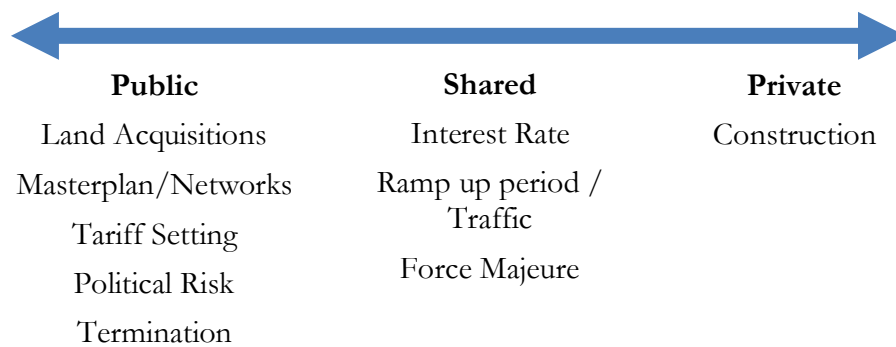 Public
Land Acquisitions
Masterplan/Networks
Tariff Setting
Political Risk
Termination
Shared
Interest Rate
Ramp up period /
Traffic
Force Majeure
Private
Construction